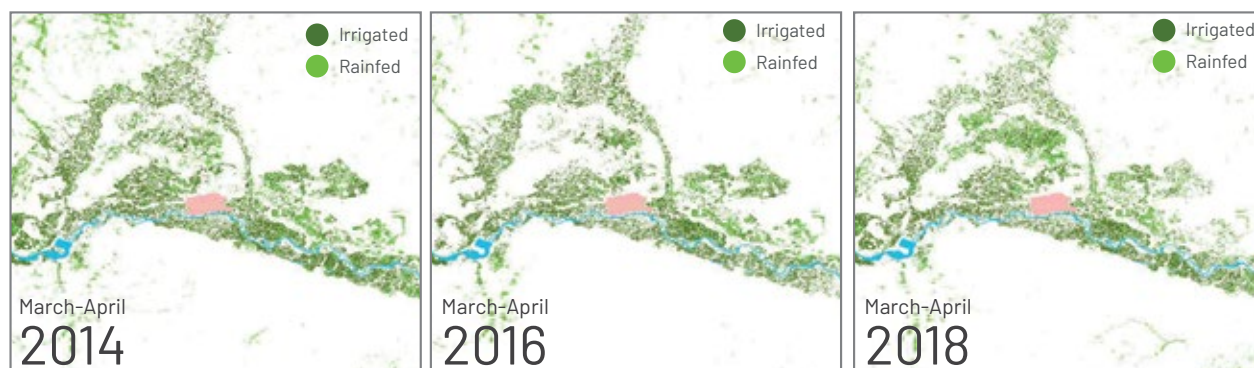 Irrigated
Rainfed
March-April
2014
Irrigated
Rainfed
March-April
2016
Irrigated
Rainfed
March-April
2018